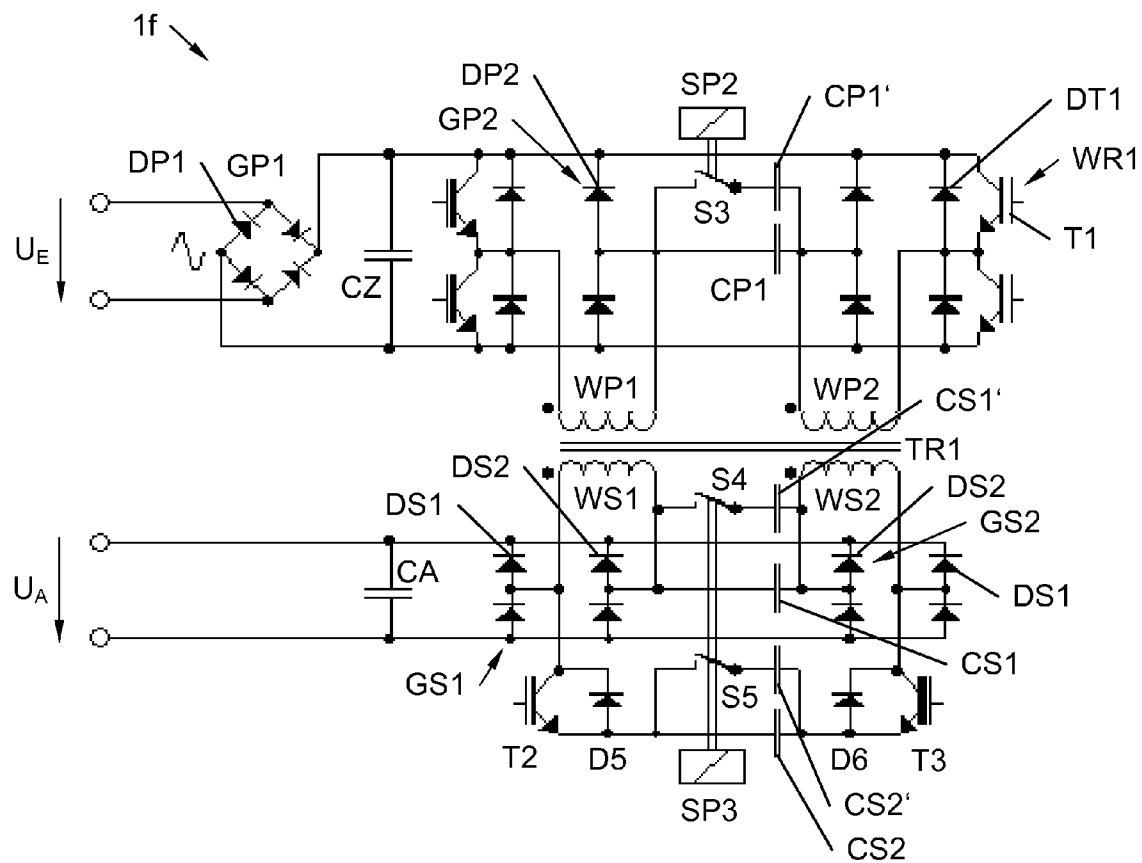 1f
DP2
SP2
CP1‘
DT1
GP2
DP1
GP1
WR1
S3
T1
U_E
CZ
CP1
WP1
WP2
CS1‘
TR1
DS2
S4
DS1
WS1
WS2
DS2
GS2
CA
U_A
DS1
GS1
S5
CS1
T2
D5
D6
T3
SP3
CS2‘
CS2